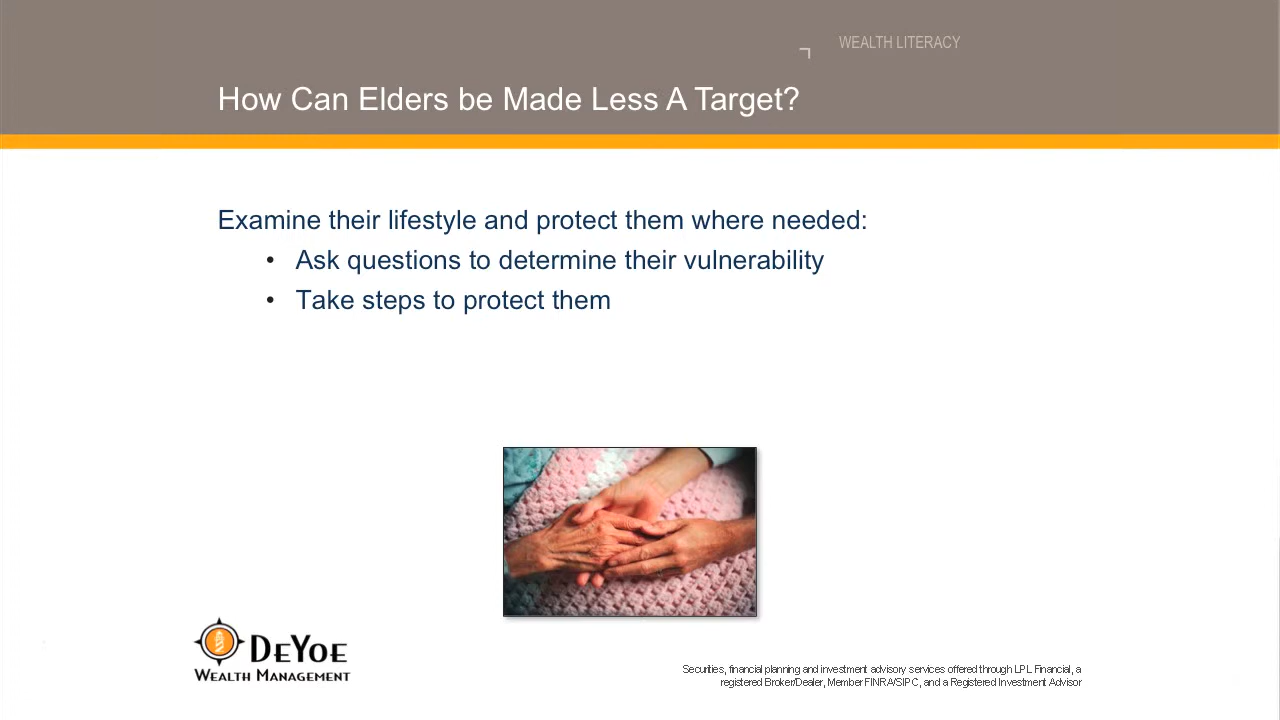 WEALTH LITERACY
How Can Elders be Made Less A Target?
Examine their lifestyle and protect them where needed:
• Ask questions to determine their vulnerability
• Take steps to protect them
DEYOE
WEALTH MANAGEMENT
Securities, financial planning and investment advisory services offered through LPL Financial, a
registered Broker/Dealer, Member FINRA/SIPC, and a Registered Investment Advisor